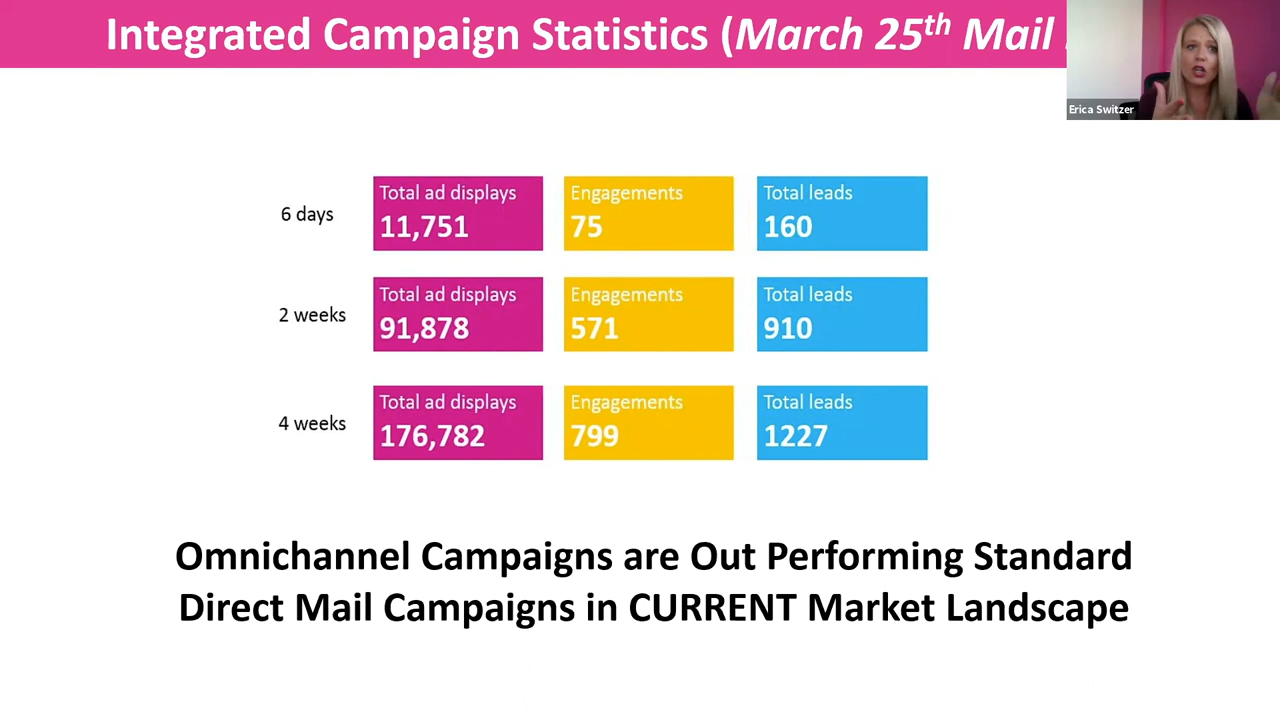 Integrated Campaign Statistics (March 25th Mail
Erica Switzer
6 days
Total ad displays
11,751
Engagements
75
Total leads
160
2 weeks
Total ad displays
91,878
Engagements
571
Total leads
910
4 weeks
Total ad displays
176,782
Engagements
799
Total leads
1227
Omnichannel Campaigns are Out Performing Standard
Direct Mail Campaigns in CURRENT Market Landscape